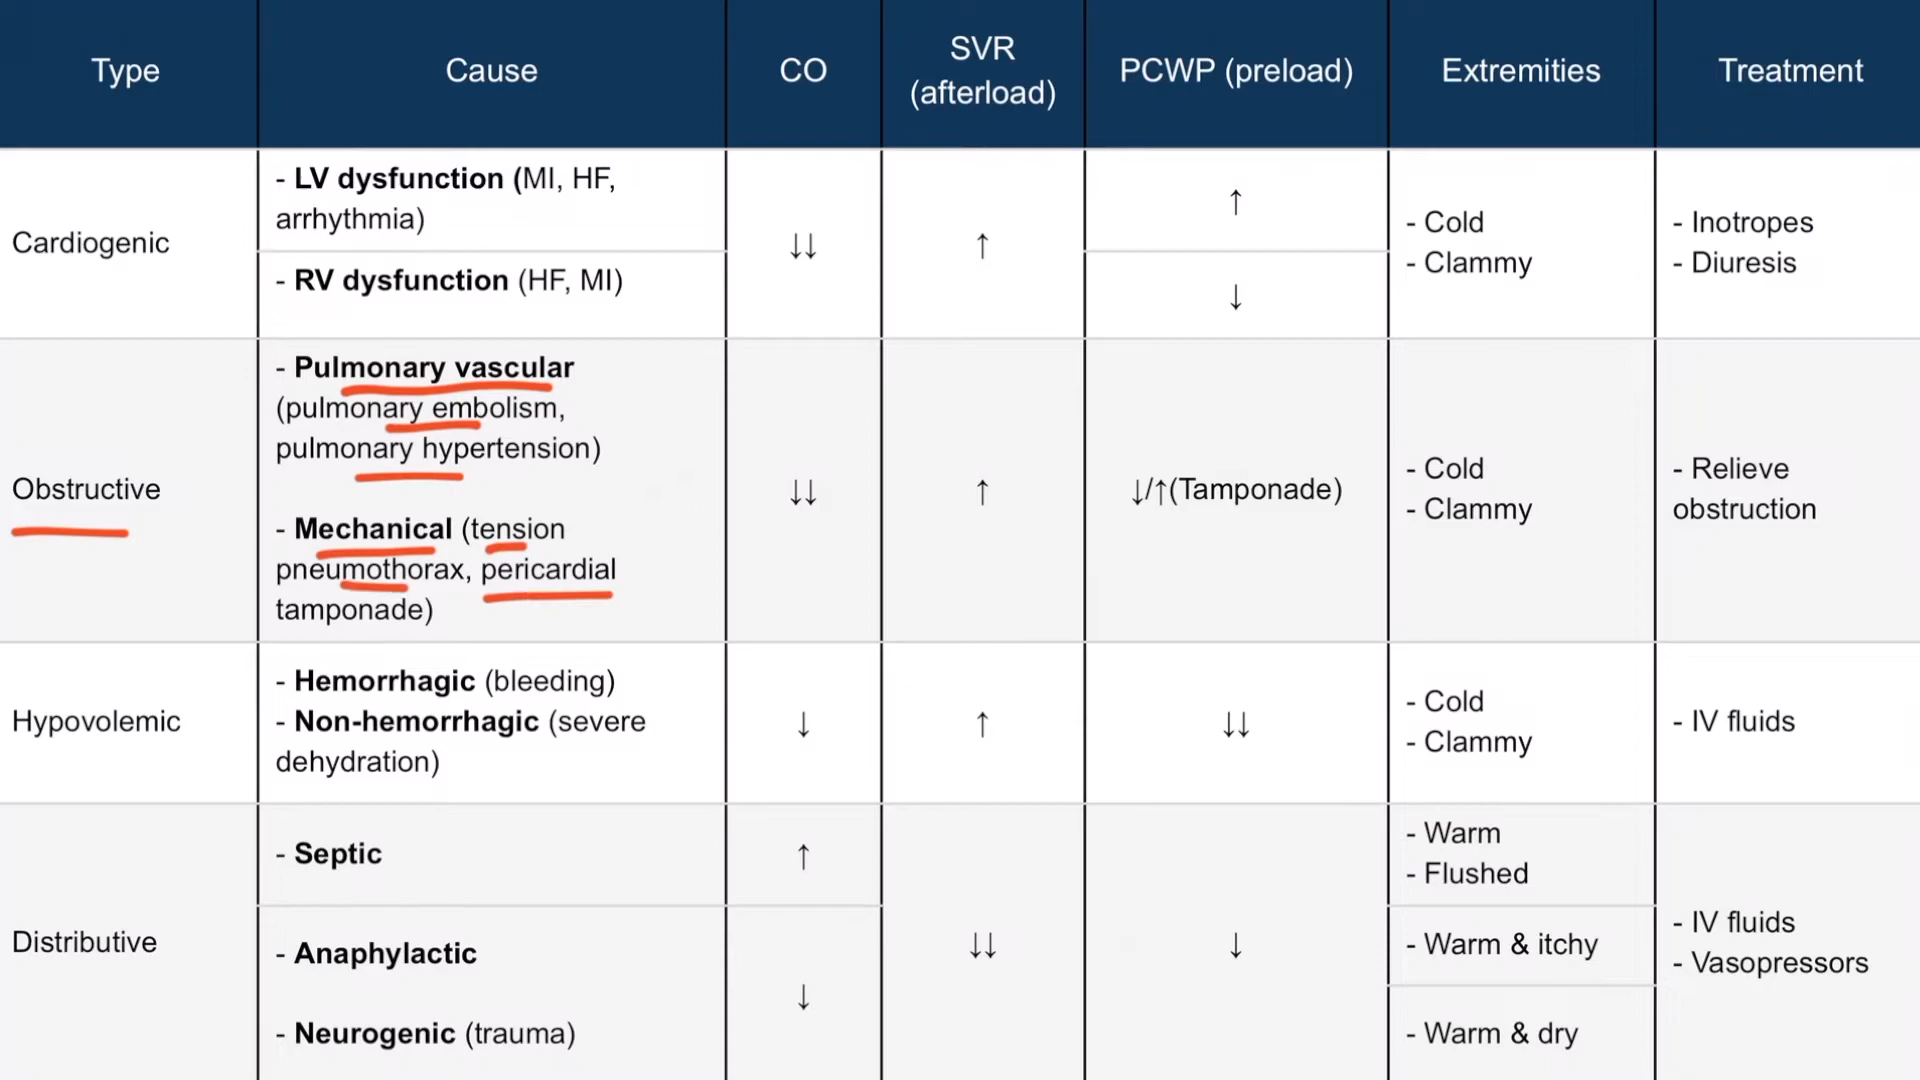 Type
Cause
CO
SVR
(afterload)
PCWP (preload)
Extremities
Treatment
Cardiogenic
- LV dysfunction (MI, HF,
arrhythmia)
- RV dysfunction (HF, MI)
↓↓
↑
↑
↓
- Cold
- Clammy
- Inotropes
- Diuresis
Obstructive
- Pulmonary vascular
(pulmonary embolism,
pulmonary hypertension)
- Mechanical (tension
pneumothorax, pericardial
tamponade)
↓↓
↑
↓/↑(Tamponade)
- Cold
- Clammy
- Relieve
obstruction
Hypovolemic
- Hemorrhagic (bleeding)
- Non-hemorrhagic (severe
dehydration)
↓
↑
↓↓
- Cold
- Clammy
- IV fluids
Distributive
- Septic
- Anaphylactic
- Neurogenic (trauma)
↑
↓
↓↓
↓
- Warm
- Flushed
- Warm & itchy
- Warm & dry
- IV fluids
- Vasopressors